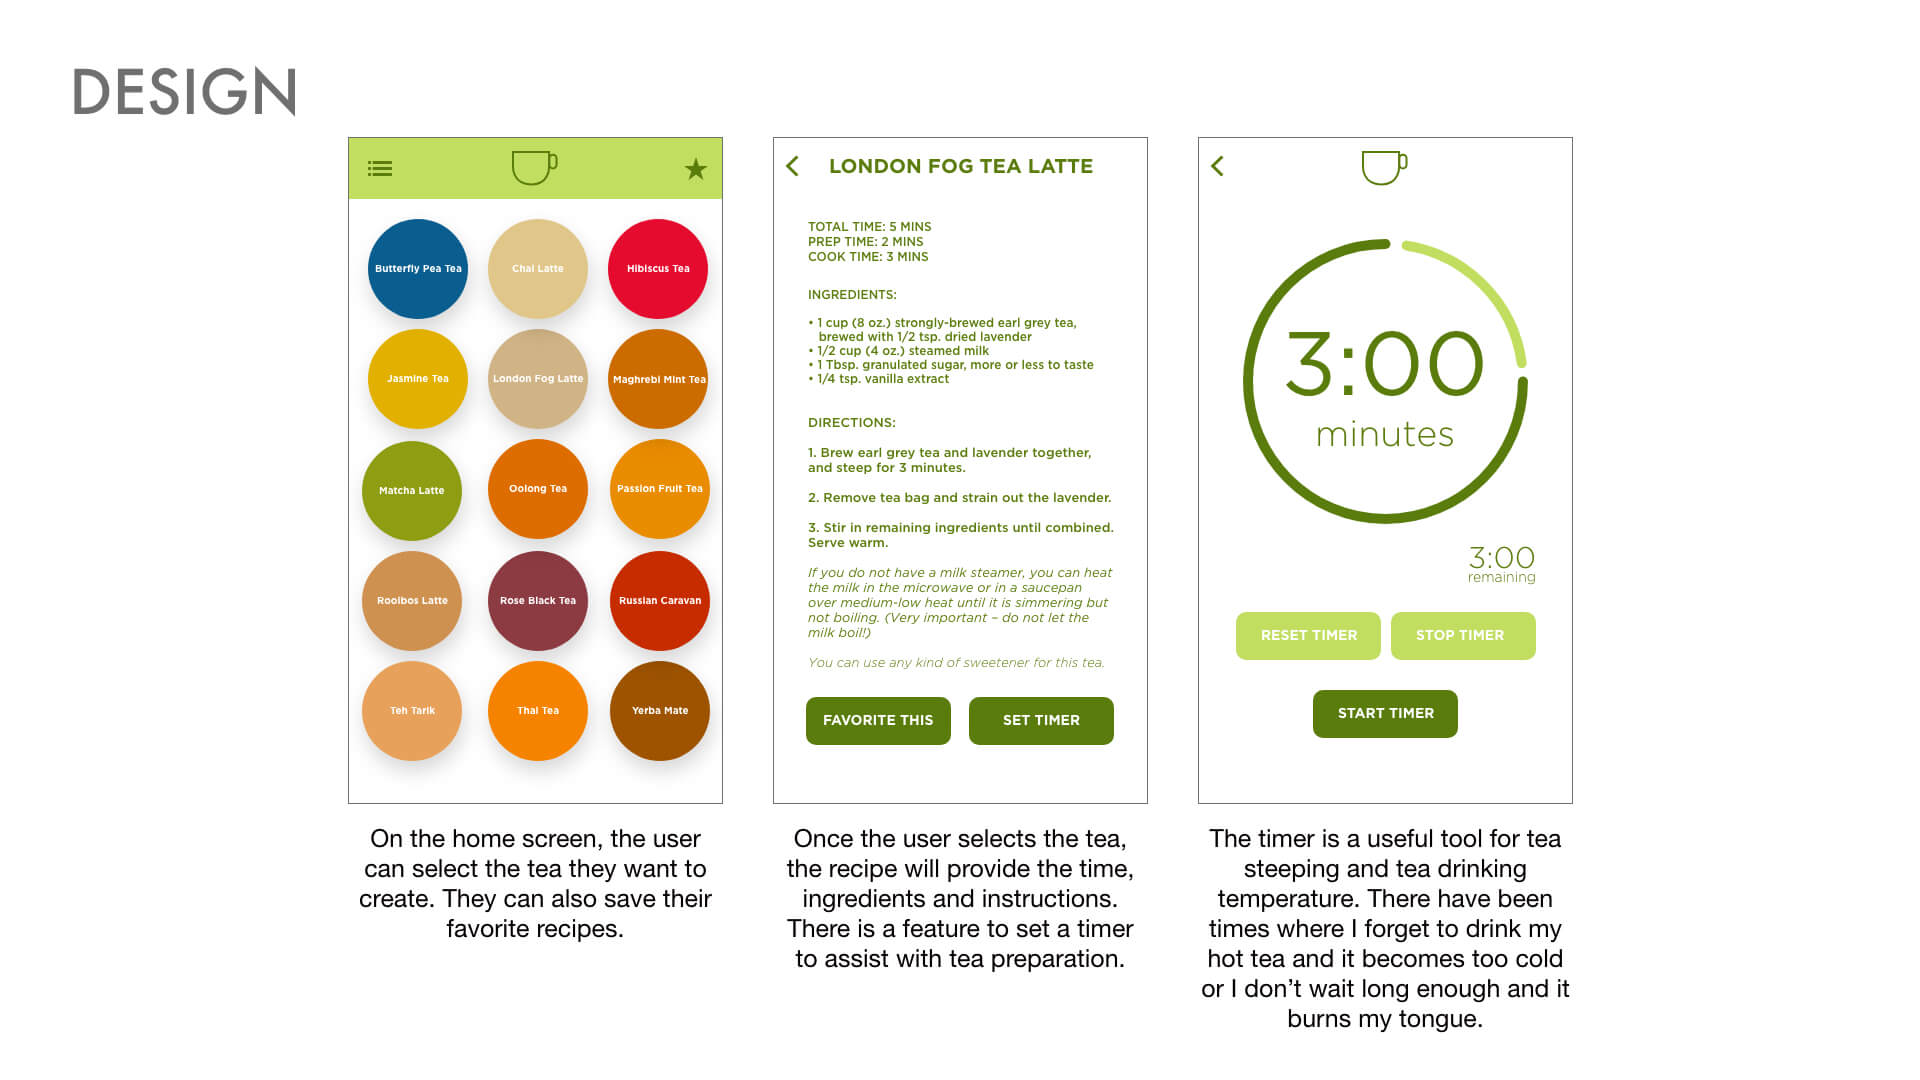 DESIGN
Butterfly Pea Tea
Chai Latte
Hibiscus Tea
Jasmine Tea
London Fog Latte
Maghrebi Mint Tea
Matcha Latte
Oolong Tea
Passion Fruit Tea
Rooibos Latte
Rose Black Tea
Russian Caravan
Teh Tarik
Thai Tea
Yerba Mate
On the home screen, the user
can select the tea they want to
create. They can also save their
favorite recipes.
LONDON FOG TEA LATTE
TOTAL TIME: 5 MINS
PREP TIME: 2 MINS
COOK TIME: 3 MINS
INGREDIENTS:
• 1 cup (8 oz.) strongly-brewed earl grey tea,
brewed with 1/2 tsp. dried lavender
• 1/2 cup (4 oz.) steamed milk
• 1 Tbsp. granulated sugar, more or less to taste
• 1/4 tsp. vanilla extract
DIRECTIONS:
1. Brew earl grey tea and lavender together,
and steep for 3 minutes.
2. Remove tea bag and strain out the lavender.
3. Stir in remaining ingredients until combined.
Serve warm.
If you do not have a milk steamer, you can heat
the milk in the microwave or in a saucepan
over medium-low heat until it is simmering but
not boiling. (Very important – do not let the
milk boil!)
You can use any kind of sweetener for this tea.
FAVORITE THIS
SET TIMER
Once the user selects the tea,
the recipe will provide the time,
ingredients and instructions.
There is a feature to set a timer
to assist with tea preparation.
3:00
minutes
3:00
remaining
RESET TIMER
STOP TIMER
START TIMER
The timer is a useful tool for tea
steeping and tea drinking
temperature. There have been
times where I forget to drink my
hot tea and it becomes too cold
or I don’t wait long enough and it
burns my tongue.